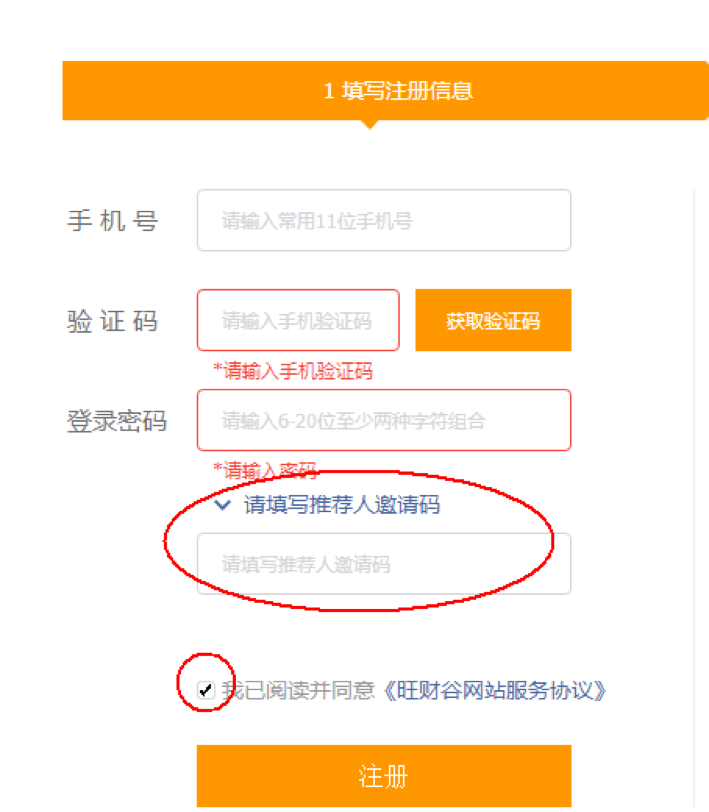 1 填写注册信息
手 机 号 请输入常用11位手机号
验 证 码 请输入手机验证码 获取验证码
*请输入手机验证码
登录密码 请输入6-20位至少两种字符组合
*请输入密码
请填写推荐人邀请码
请填写推荐人邀请码
我已阅读并同意《旺财谷网站服务协议》
注册